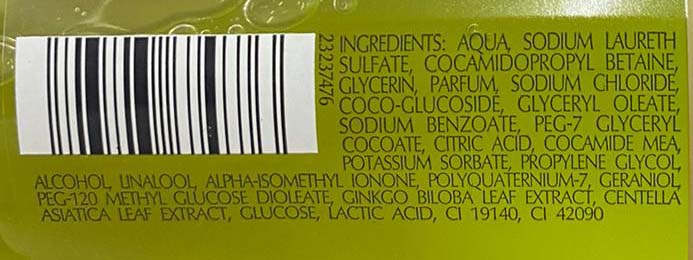 23237476
INGREDIENTS: AQUA, SODIUM LAURETH
SULFATE, COCAMIDOPROPYL BETAINE,
GLYCERIN, PARFUM, SODIUM CHLORIDE,
COCO-GLUCOSIDE, GLYCERYL OLEATE,
SODIUM BENZOATE, PEG-7 GLYCERYL
COCOATE, CITRIC ACID, COCAMIDE MEA,
POTASSIUM SORBATE, PROPYLENE GLYCOL,
ALCOHOL, LINALOOL, ALPHA-ISOMETHYL IONONE, POLYQUATERNIUM-7, GERANIOL,
PEG-120 METHYL GLUCOSE DIOLEATE, GINKGO BILOBA LEAF EXTRACT, CENTELLA
ASIATICA LEAF EXTRACT, GLUCOSE, LACTIC ACID, CI 19140, CI 42090